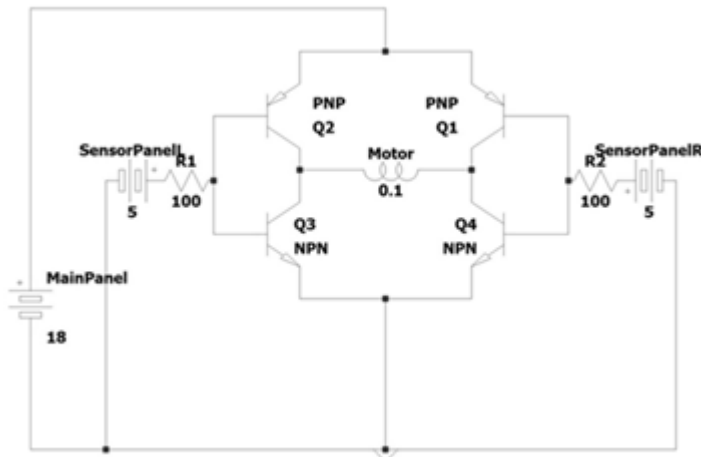 PNP
PNP
Q2
Q1
SensorPanelL
R1
Motor
R2
SensorPanelR
5
100
0.1
100
5
Q3
Q4
NPN
NPN
MainPanel
18